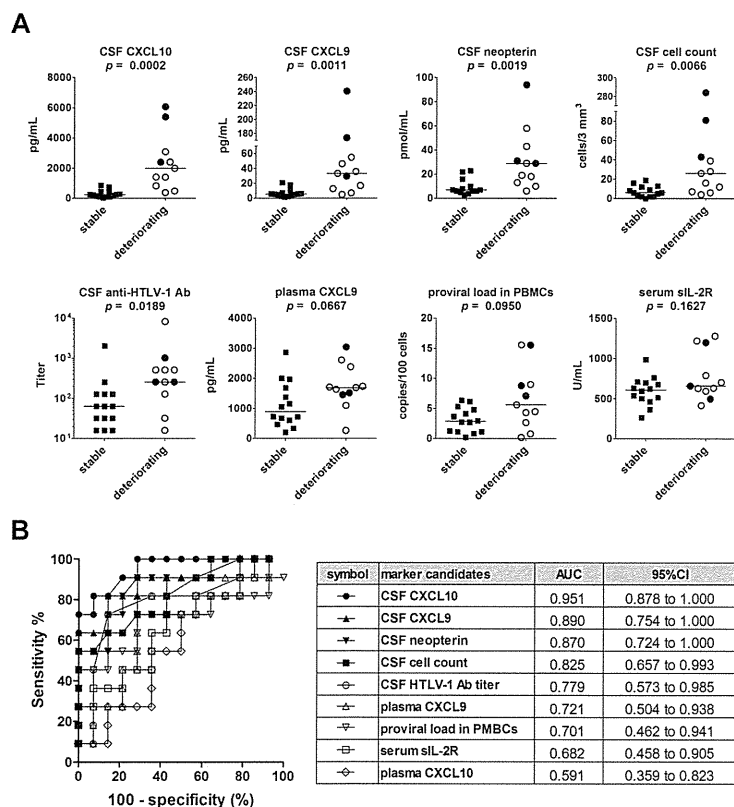 A
CSF CXCL10
p = 0.0002
pg/mL
8000
6000
4000
2000
0
stable
deteriorating
CSF CXCL9
p = 0.0011
pg/mL
260
220
180
140
100
60
50
40
30
20
10
0
stable
deteriorating
CSF neopterin
p = 0.0019
pmol/mL
100
80
60
40
20
0
stable
deteriorating
CSF cell count
p = 0.0066
cells/3 mm3
300
200
100
80
60
40
20
0
stable
deteriorating
CSF anti-HTLV-1 Ab
p = 0.0189
Titer
104
103
102
101
stable
deteriorating
plasma CXCL9
p = 0.0667
pg/mL
4000
3000
2000
1000
0
stable
deteriorating
proviral load in PBMCs
p = 0.0950
copies/100 cells
20
15
10
5
0
stable
deteriorating
serum sIL-2R
p = 0.1627
U/mL
1500
1000
500
0
stable
deteriorating
B
Sensitivity %
100
80
60
40
20
0
0 20 40 60 80 100
100 - specificity (%)
symbol marker candidates AUC 95%CI
CSF CXCL10 0.951 0.878 to 1.000
CSF CXCL9 0.890 0.754 to 1.000
CSF neopterin 0.870 0.724 to 1.000
CSF cell count 0.825 0.657 to 0.993
CSF HTLV-1 Ab titer 0.779 0.573 to 0.985
plasma CXCL9 0.721 0.504 to 0.938
proviral load in PMBCs 0.701 0.462 to 0.941
serum sIL-2R 0.682 0.458 to 0.905
plasma CXCL10 0.591 0.359 to 0.823